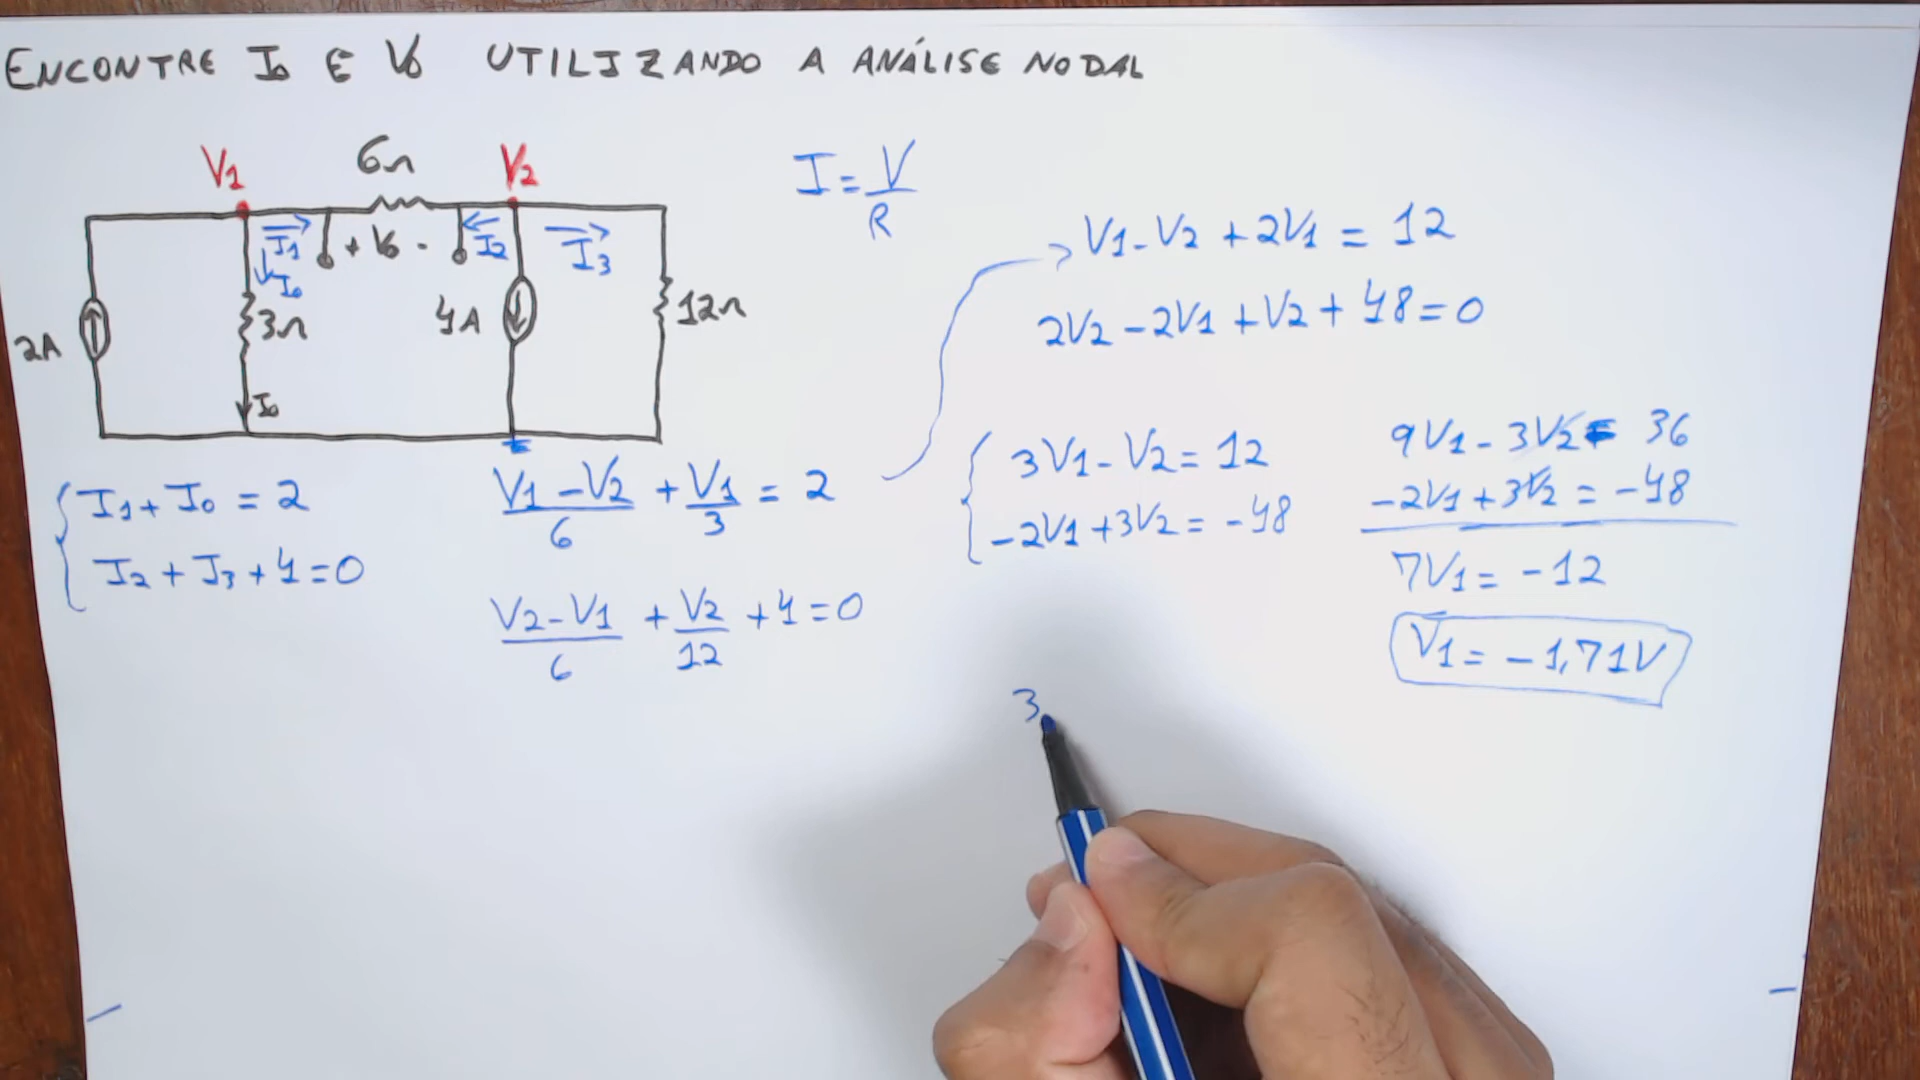 ENCONTRE Io E Vo UTILIZANDO A ANÁLISE NODAL
V1
6Ω
V2
I1
+ Vo -
I2
I3
Io
2A
3Ω
4A
12Ω
Io
I = V/R
I1 + Io = 2
I2 + I3 + 4 = 0
(V1 - V2)/6 + V1/3 = 2
(V2 - V1)/6 + V2/12 + 4 = 0
V1 - V2 + 2V1 = 12
2V2 - 2V1 + V2 + 48 = 0
3V1 - V2 = 12
-2V1 + 3V2 = -48
9V1 - 3V2 = 36
-2V1 + 3V2 = -48
7V1 = -12
V1 = -1,71V
3